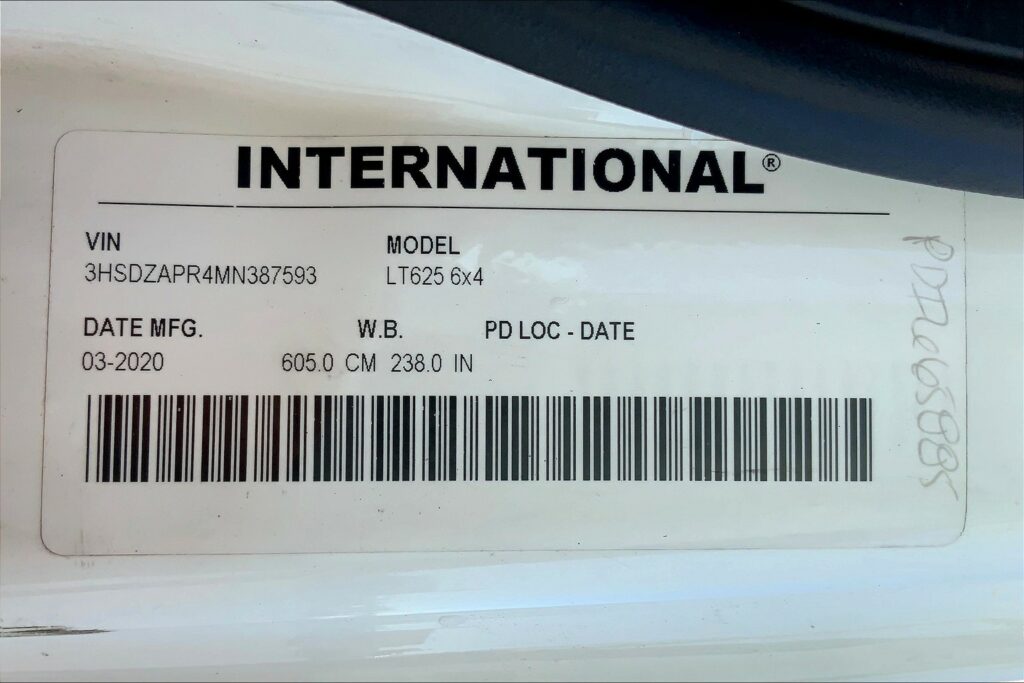 INTERNATIONAL®
VIN
3HSDZAPR4MN387593
MODEL
LT625 6x4
DATE MFG.
03-2020
W.B.
605.0 CM 238.0 IN
PD LOC - DATE